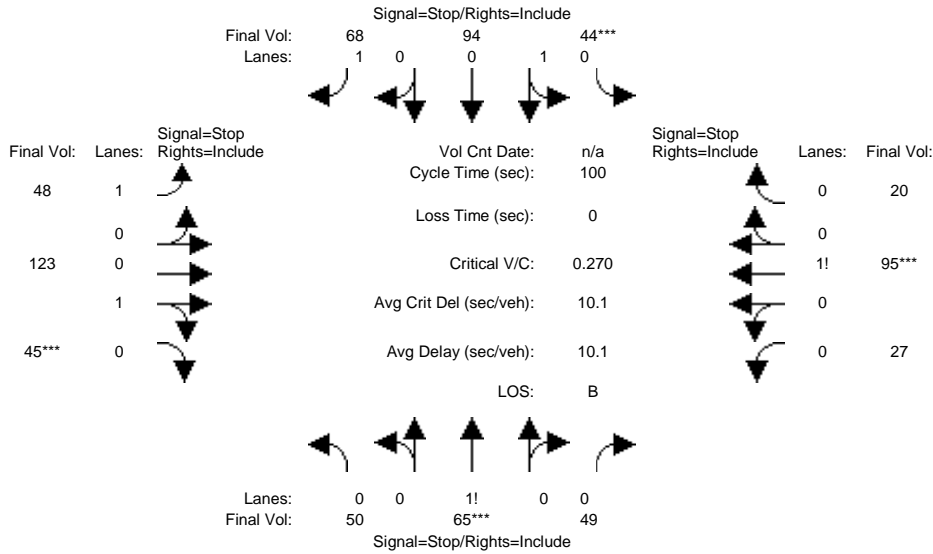 Signal=Stop/Rights=Include
Final Vol: 68 94 44***
Lanes: 1 0 0 1 0
Signal=Stop
Final Vol: Lanes: Rights=Include
Vol Cnt Date: n/a
Signal=Stop
Rights=Include Lanes: Final Vol:
Cycle Time (sec): 100
48 1
0 20
Loss Time (sec): 0
0
0
123 0
Critical V/C: 0.270
1! 95***
1
Avg Crit Del (sec/veh): 10.1
0
45*** 0
Avg Delay (sec/veh): 10.1
0 27
LOS: B
Lanes: 0 0 1! 0 0
Final Vol: 50 65*** 49
Signal=Stop/Rights=Include